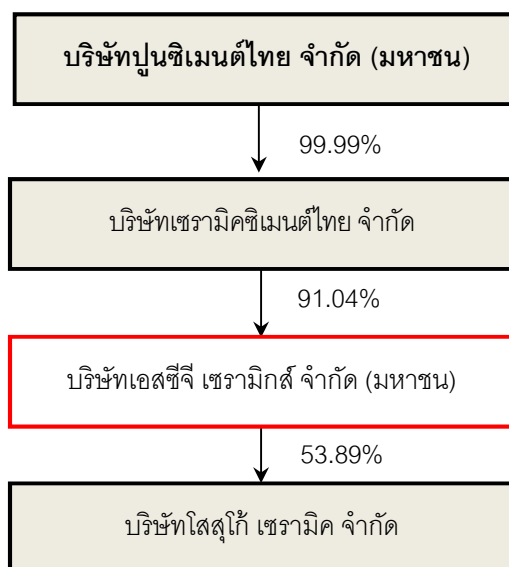 บริษัทปูนซิเมนต์ไทย จำกัด (มหาชน)
99.99%
บริษัทเซรามิคซิเมนต์ไทย จำกัด
91.04%
บริษัทเอสซีจี เซรามิกส์ จำกัด (มหาชน)
53.89%
บริษัทโสสุโก้ เซรามิค จำกัด